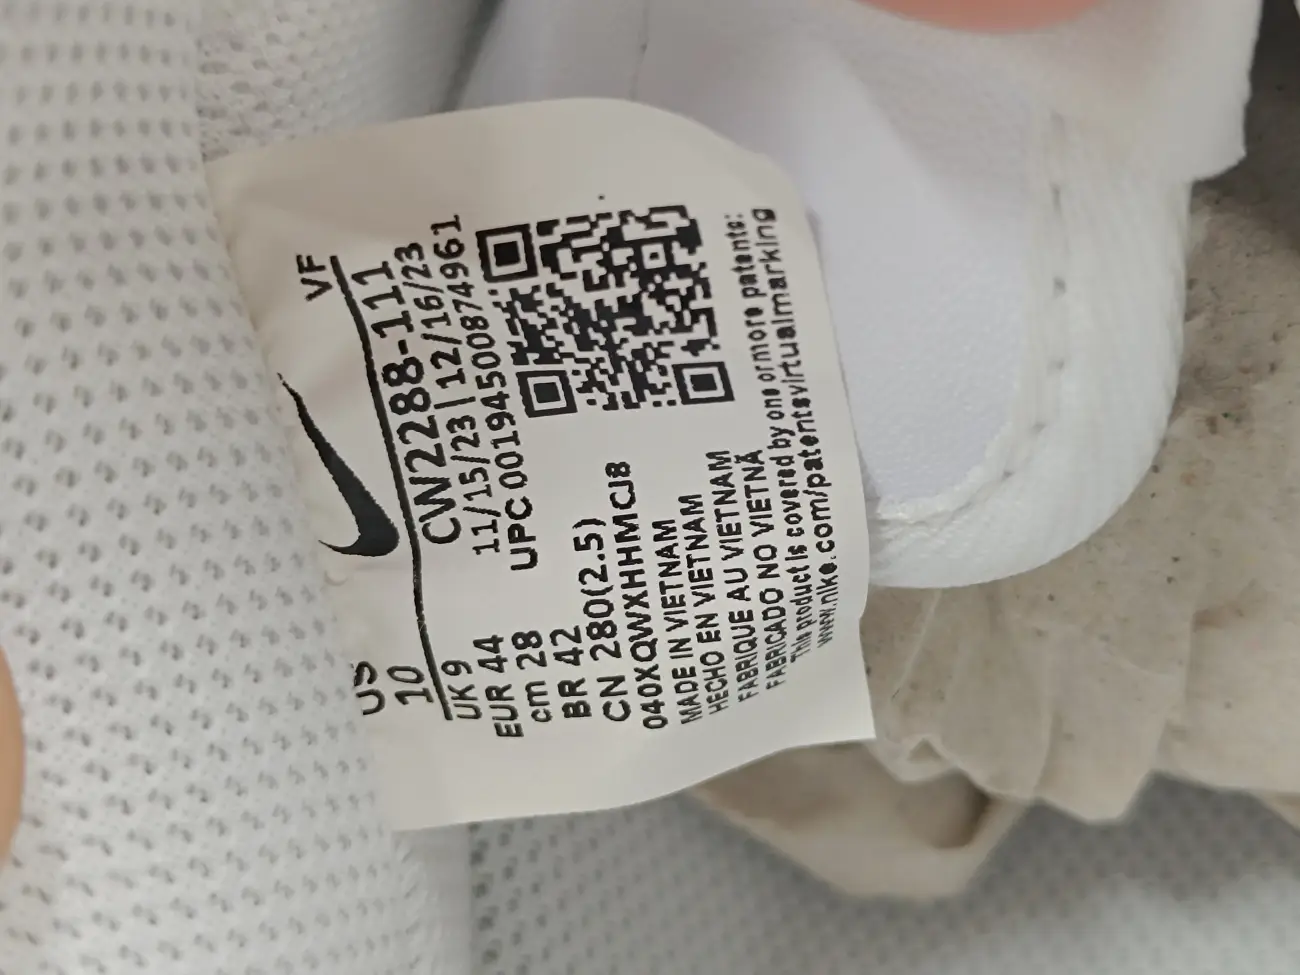 VF
US
10
CW2288-111
11/15/23|12/16/23
UPC 00194500874961
UK 9
EUR 44
cm 28
BR 42
CN 280(2.5)
040XQWXHHMCJ8
MADE IN VIETNAM
HECHO EN VIETNAM
FABRIQUE AU VIETNAM
FABRICADO NO VIETNÃ
This product is covered by one or more patents:
www.nike.com/patentsvirtualmarking